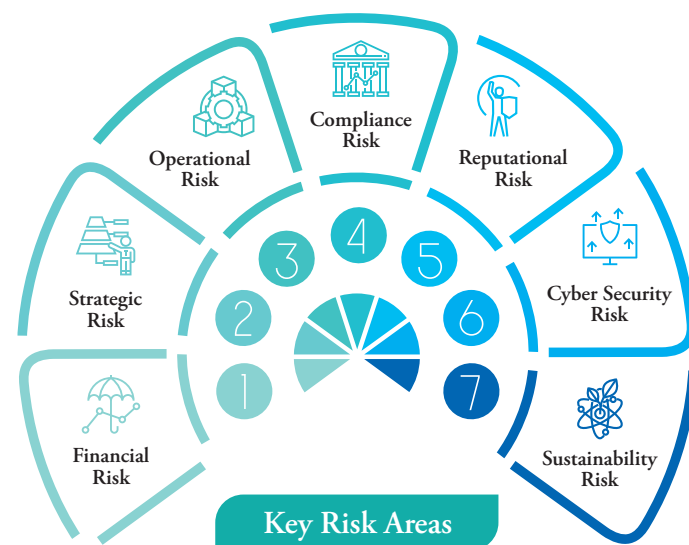 Compliance
Risk
Operational
Risk
Reputational
Risk
Strategic
Risk
Cyber Security
Risk
Financial
Risk
Sustainability
Risk
1
2
3
4
5
6
7
Key Risk Areas